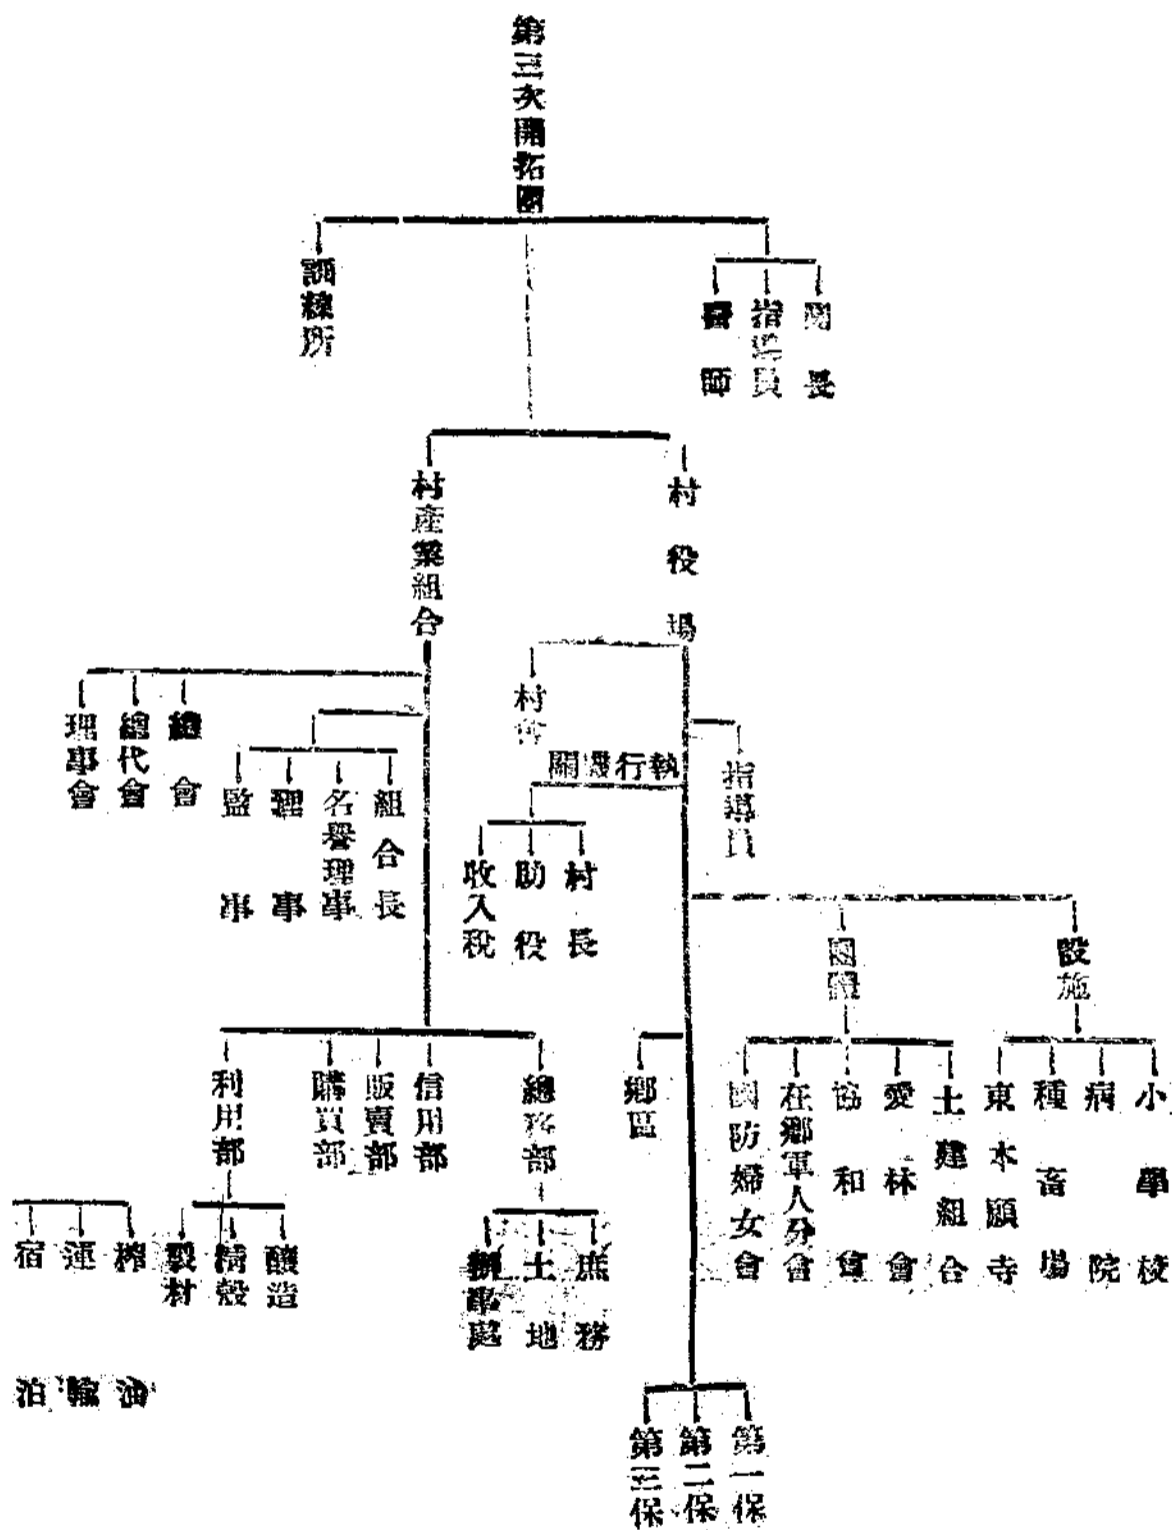 第三次開拓團
團長
指導員
醫師
訓練所
村役場
村產業組合
村會
指導員
執行機關
村長
助役
收入稅
設施
小學校
病院
種畜場
東本願寺
團體
土建組合
愛林會
協和會
在鄉軍人分會
國防婦女會
鄉區
第一保
第二保
第三保
總會
總代會
理事會
組合長
名譽理事
理事
監事
總務部
庶務
土地
辦事處
信用部
販賣部
購買部
利用部
釀造
精穀
製材
榨油
運輸
宿泊